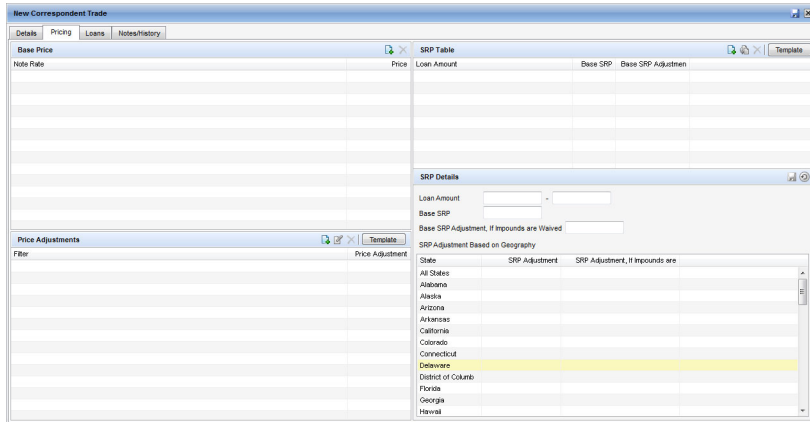 New Correspondent Trade
Details Pricing Loans Notes/History
Base Price
Note Rate Price
SRP Table Template
Loan Amount Base SRP Base SRP Adjustmen
SRP Details
Loan Amount -
Base SRP
Base SRP Adjustment, If Impounds are Waived
SRP Adjustment Based on Geography
State SRP Adjustment SRP Adjustment, If Impounds are
All States
Alabama
Alaska
Arizona
Arkansas
California
Colorado
Connecticut
Delaware
District of Columb
Florida
Georgia
Hawaii
Price Adjustments Template
Filter Price Adjustment